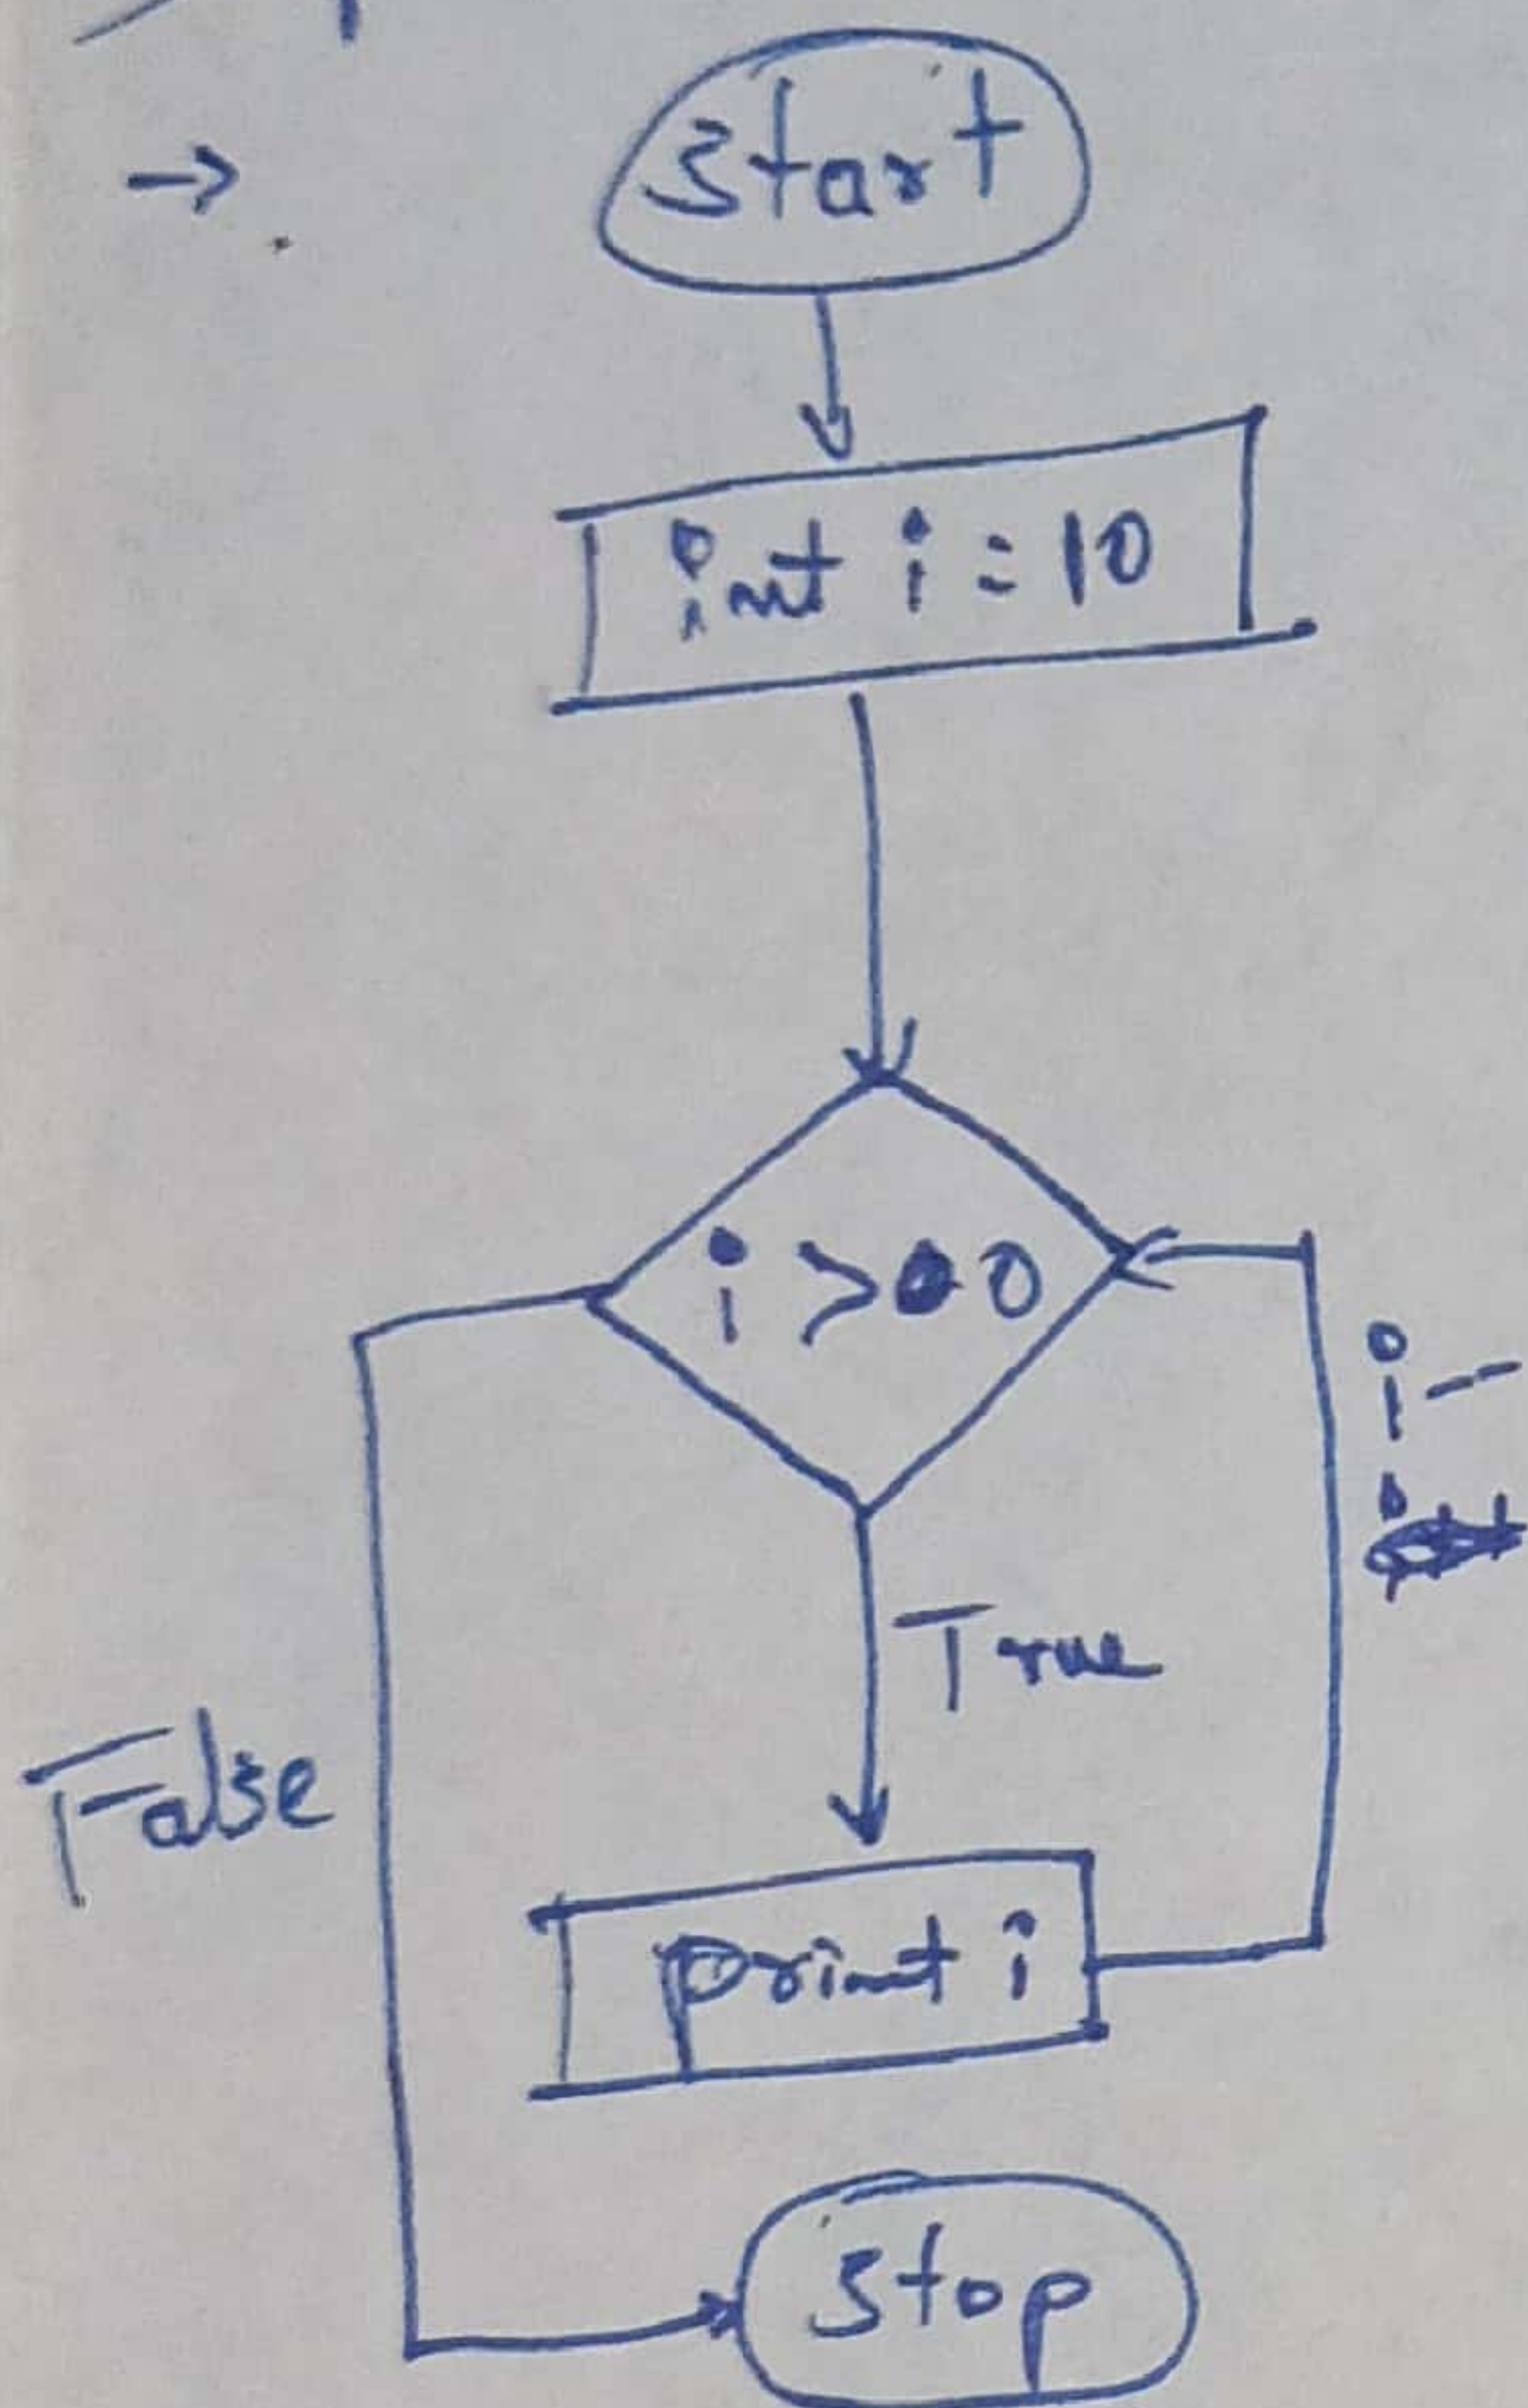 →
Start
int i = 10
i > 0
i--
True
False
print i
Stop